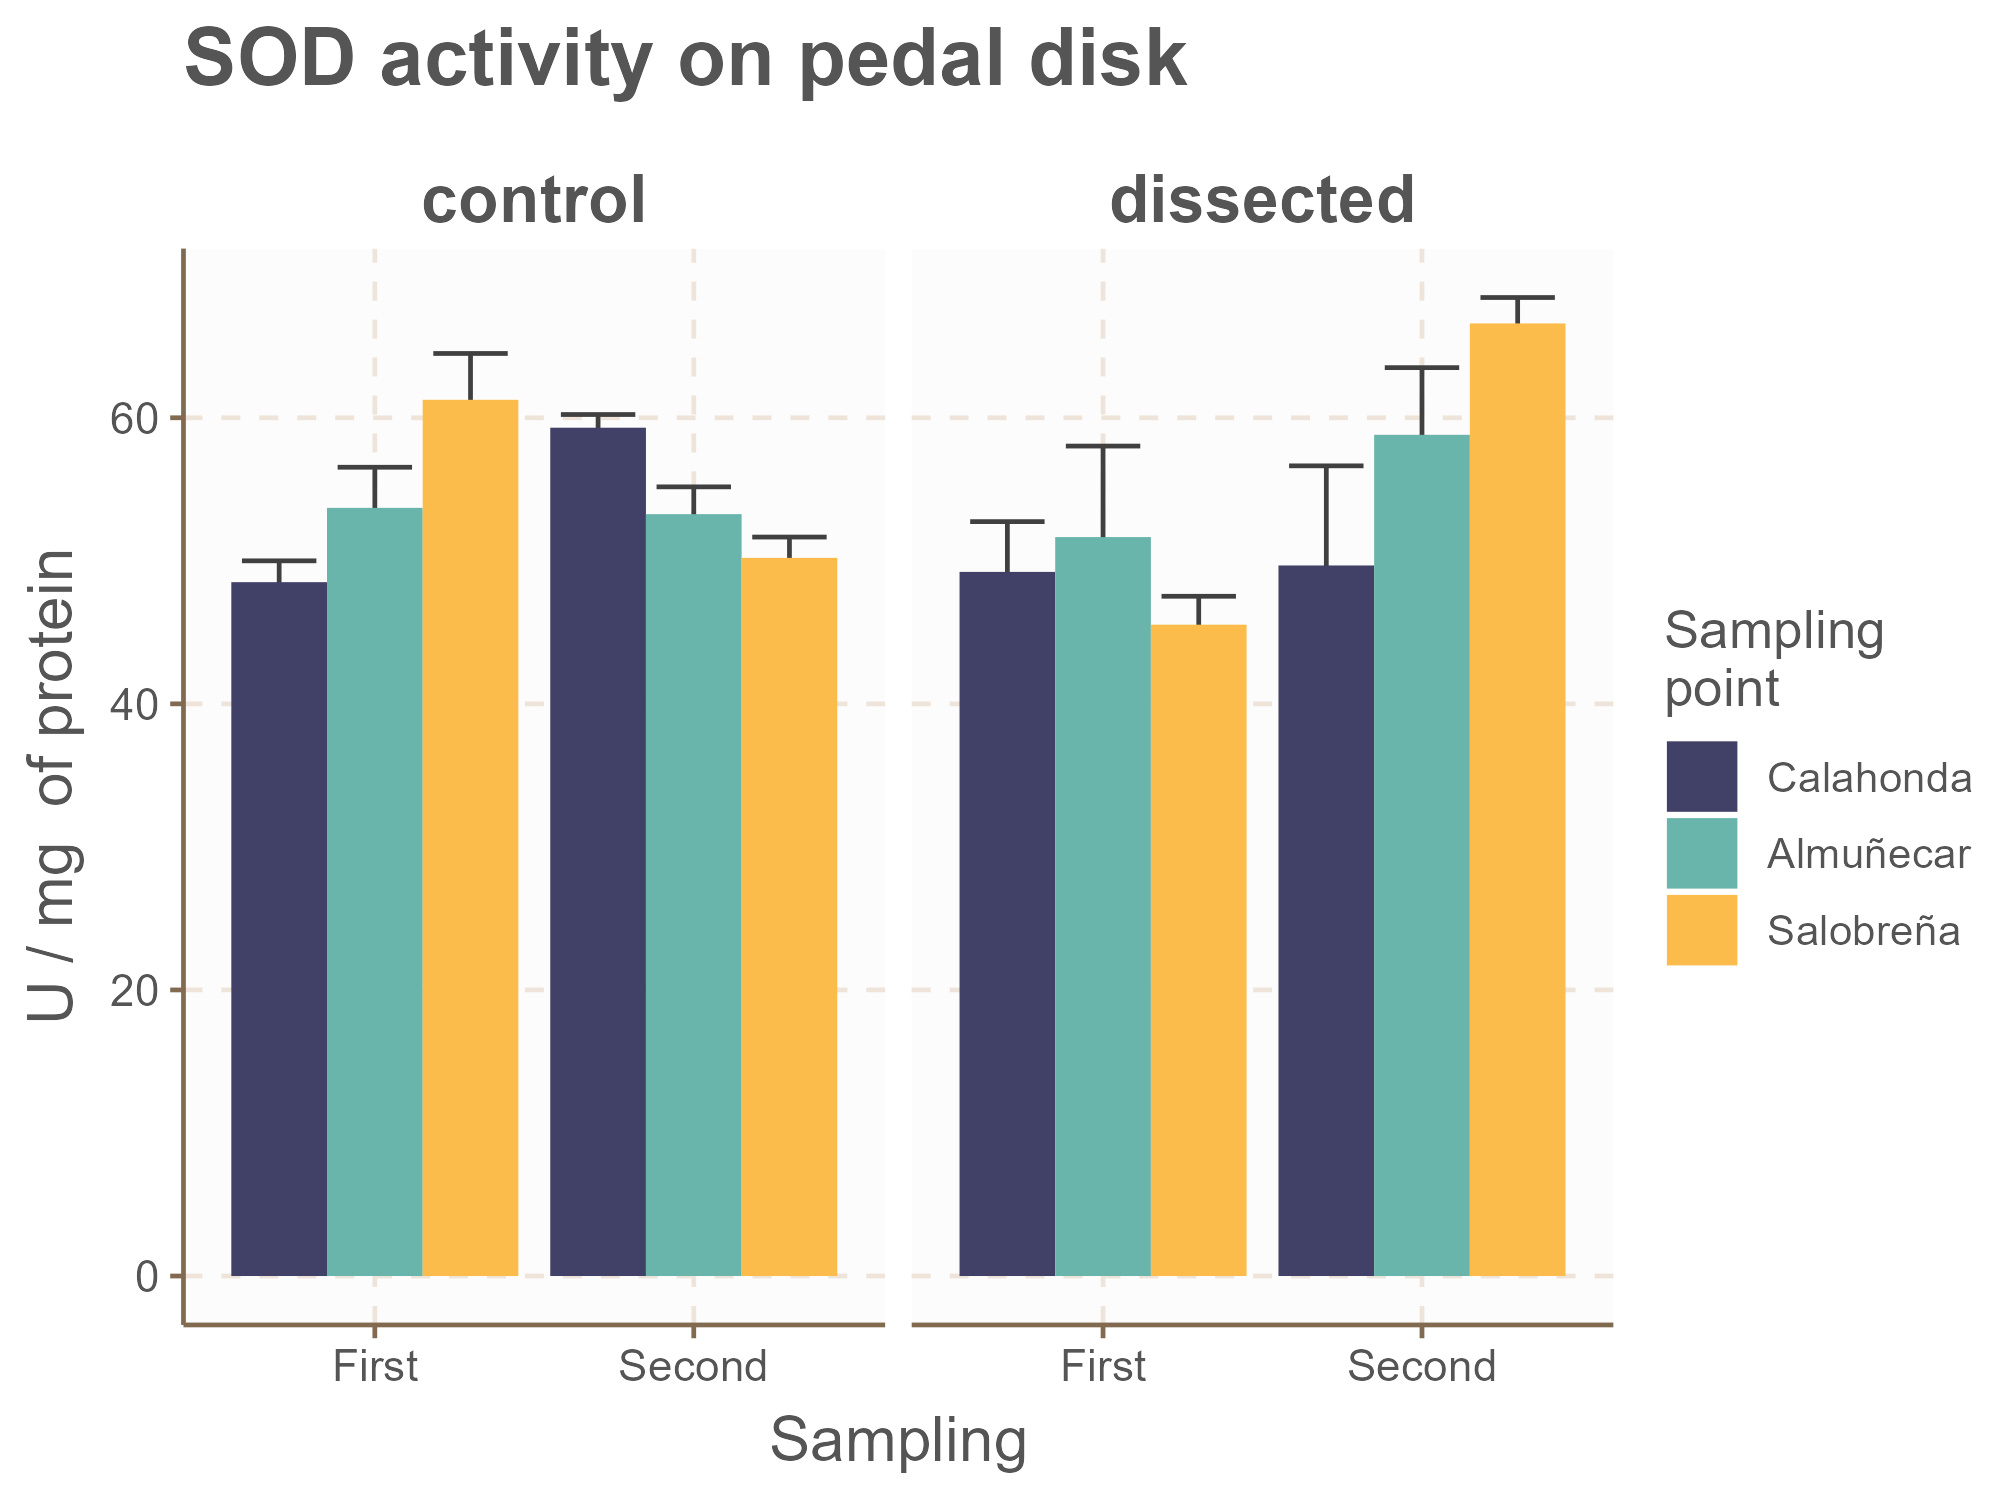 SOD activity on pedal disk
control
dissected
U / mg  of protein
60
40
20
0
First
Second
First
Second
Sampling
Sampling
point
Calahonda
Almuñecar
Salobreña